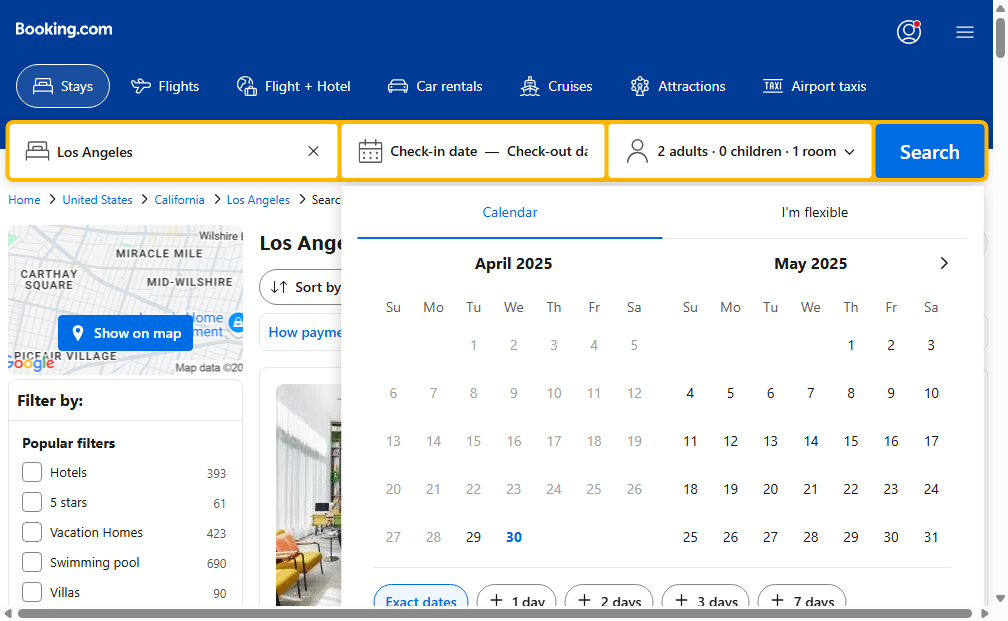 Booking.com
Stays Flights Flight + Hotel Car rentals Cruises Attractions TAXI Airport taxis
Los Angeles
Check-in date — Check-out da
2 adults · 0 children · 1 room
Search
Home > United States > California > Los Angeles > Searc
Calendar
I'm flexible
Wilshire
MIRACLE MILE
CARTHAY
SQUARE
MID-WILSHIRE
Show on map
PICFAIR VILLAGE
Google
Map data ©20
Los Ange
Sort by
How payme
Filter by:
Popular filters
Hotels 393
5 stars 61
Vacation Homes 423
Swimming pool 690
Villas 90
April 2025
Su Mo Tu We Th Fr Sa
1 2 3 4 5
6 7 8 9 10 11 12
13 14 15 16 17 18 19
20 21 22 23 24 25 26
27 28 29 30
May 2025
Su Mo Tu We Th Fr Sa
1 2 3
4 5 6 7 8 9 10
11 12 13 14 15 16 17
18 19 20 21 22 23 24
25 26 27 28 29 30 31
Exact dates
1 day
2 days
3 days
7 days